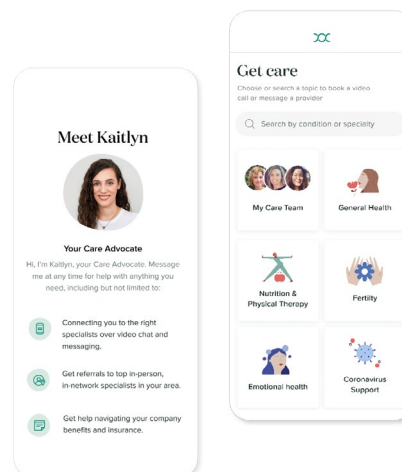 Meet Kaitlyn
Your Care Advocate
Hi, I'm Kaitlyn, your Care Advocate. Message
me at any time for help with anything you
need, including but not limited to:
Connecting you to the right
specialists over video chat and
messaging.
Get referrals to top in-person,
in-network specialists in your area.
Get help navigating your company
benefits and insurance.
Get care
Choose or search a topic to book a video
call or message a provider
Search by condition or specialty
My Care Team
General Health
Nutrition &
Physical Therapy
Fertility
Emotional health
Coronavirus
Support